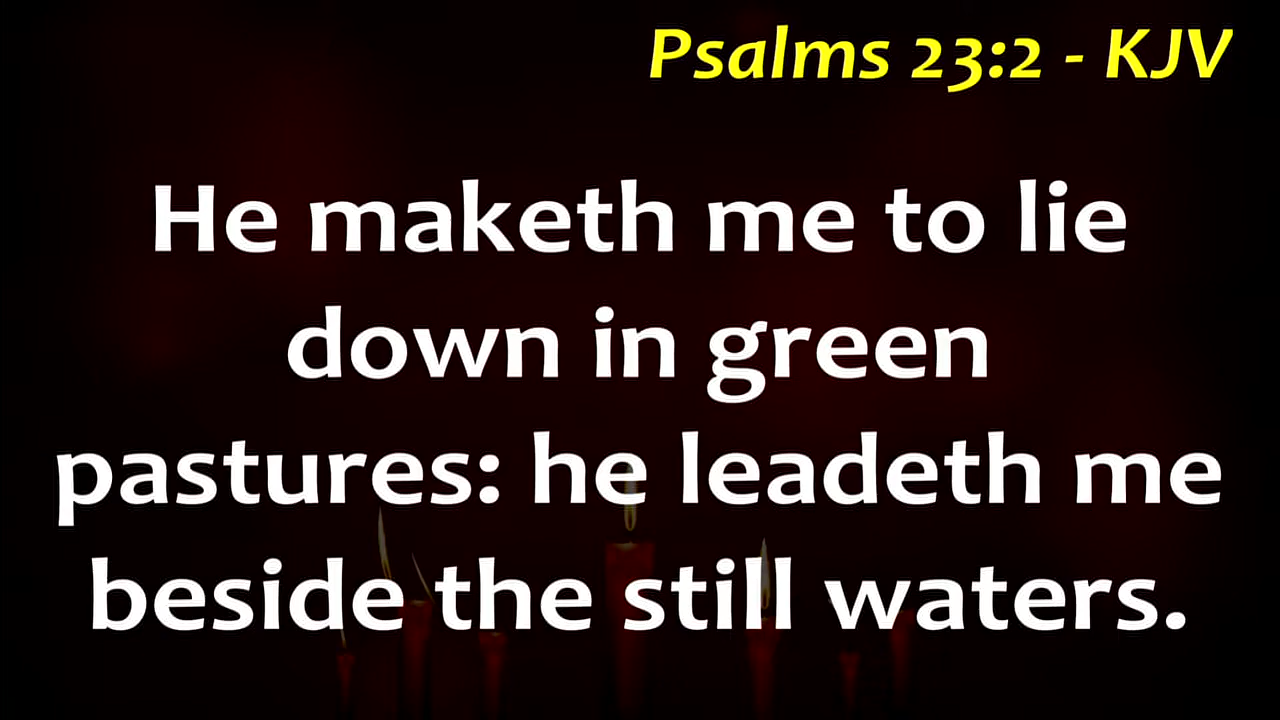 Psalms 23:2 - KJV
He maketh me to lie
down in green
pastures: he leadeth me
beside the still waters.